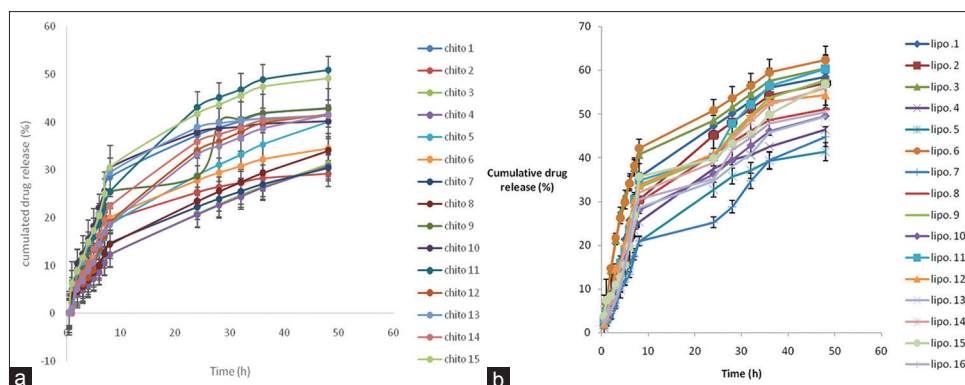 60
50
40
30
20
10
0
-10
0
10
20
30
40
50
60
cumulated drug release (%)
Time (h)
chito 1
chito 2
chito 3
chito 4
chito 5
chito 6
chito 7
chito 8
chito 9
chito 10
chito 11
chito 12
chito 13
chito 14
chito 15
a
70
60
50
40
30
20
10
0
0
10
20
30
40
50
60
Cumulative drug
release (%)
Time (h)
lipo .1
lipo. 2
lipo. 3
lipo. 4
lipo. 5
lipo. 6
lipo. 7
lipo. 8
lipo. 9
lipo. 10
lipo. 11
lipo. 12
lipo. 13
lipo. 14
lipo. 15
lipo. 16
b